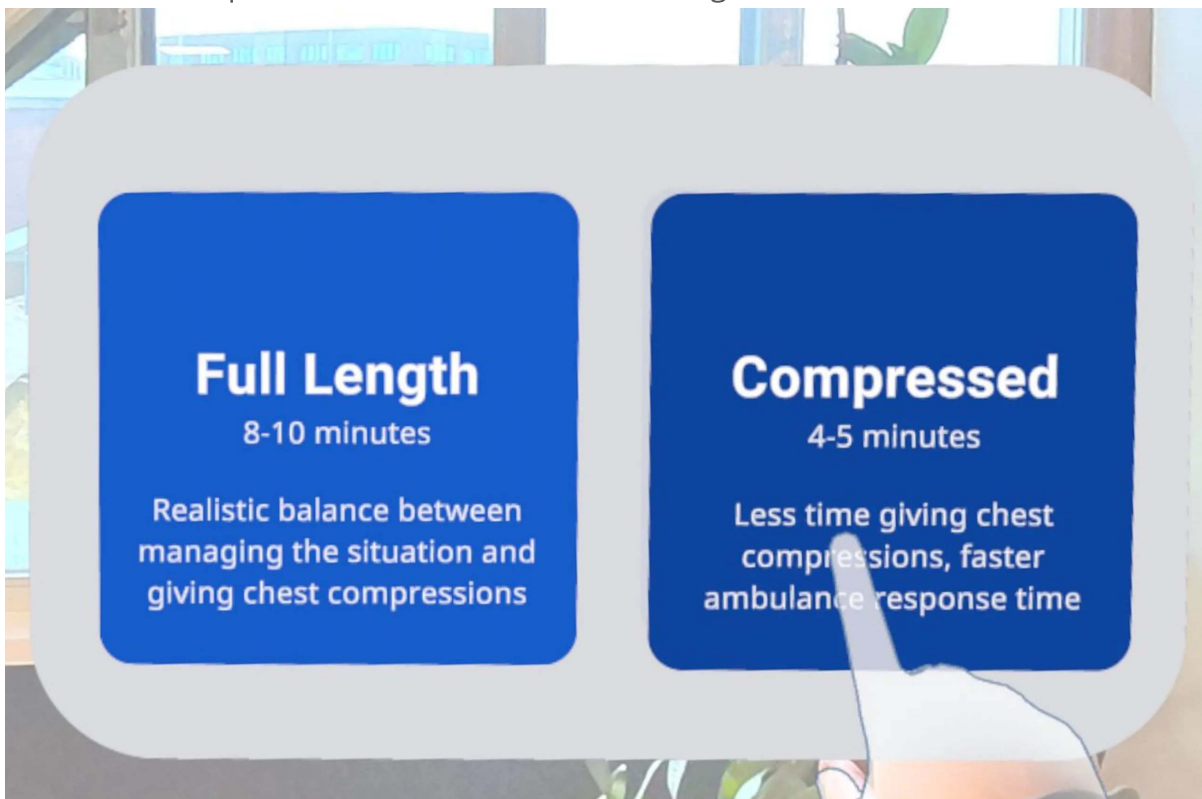 Full Length
8-10 minutes
Realistic balance between
managing the situation and
giving chest compressions
Compressed
4-5 minutes
Less time giving chest
compressions, faster
ambulance response time